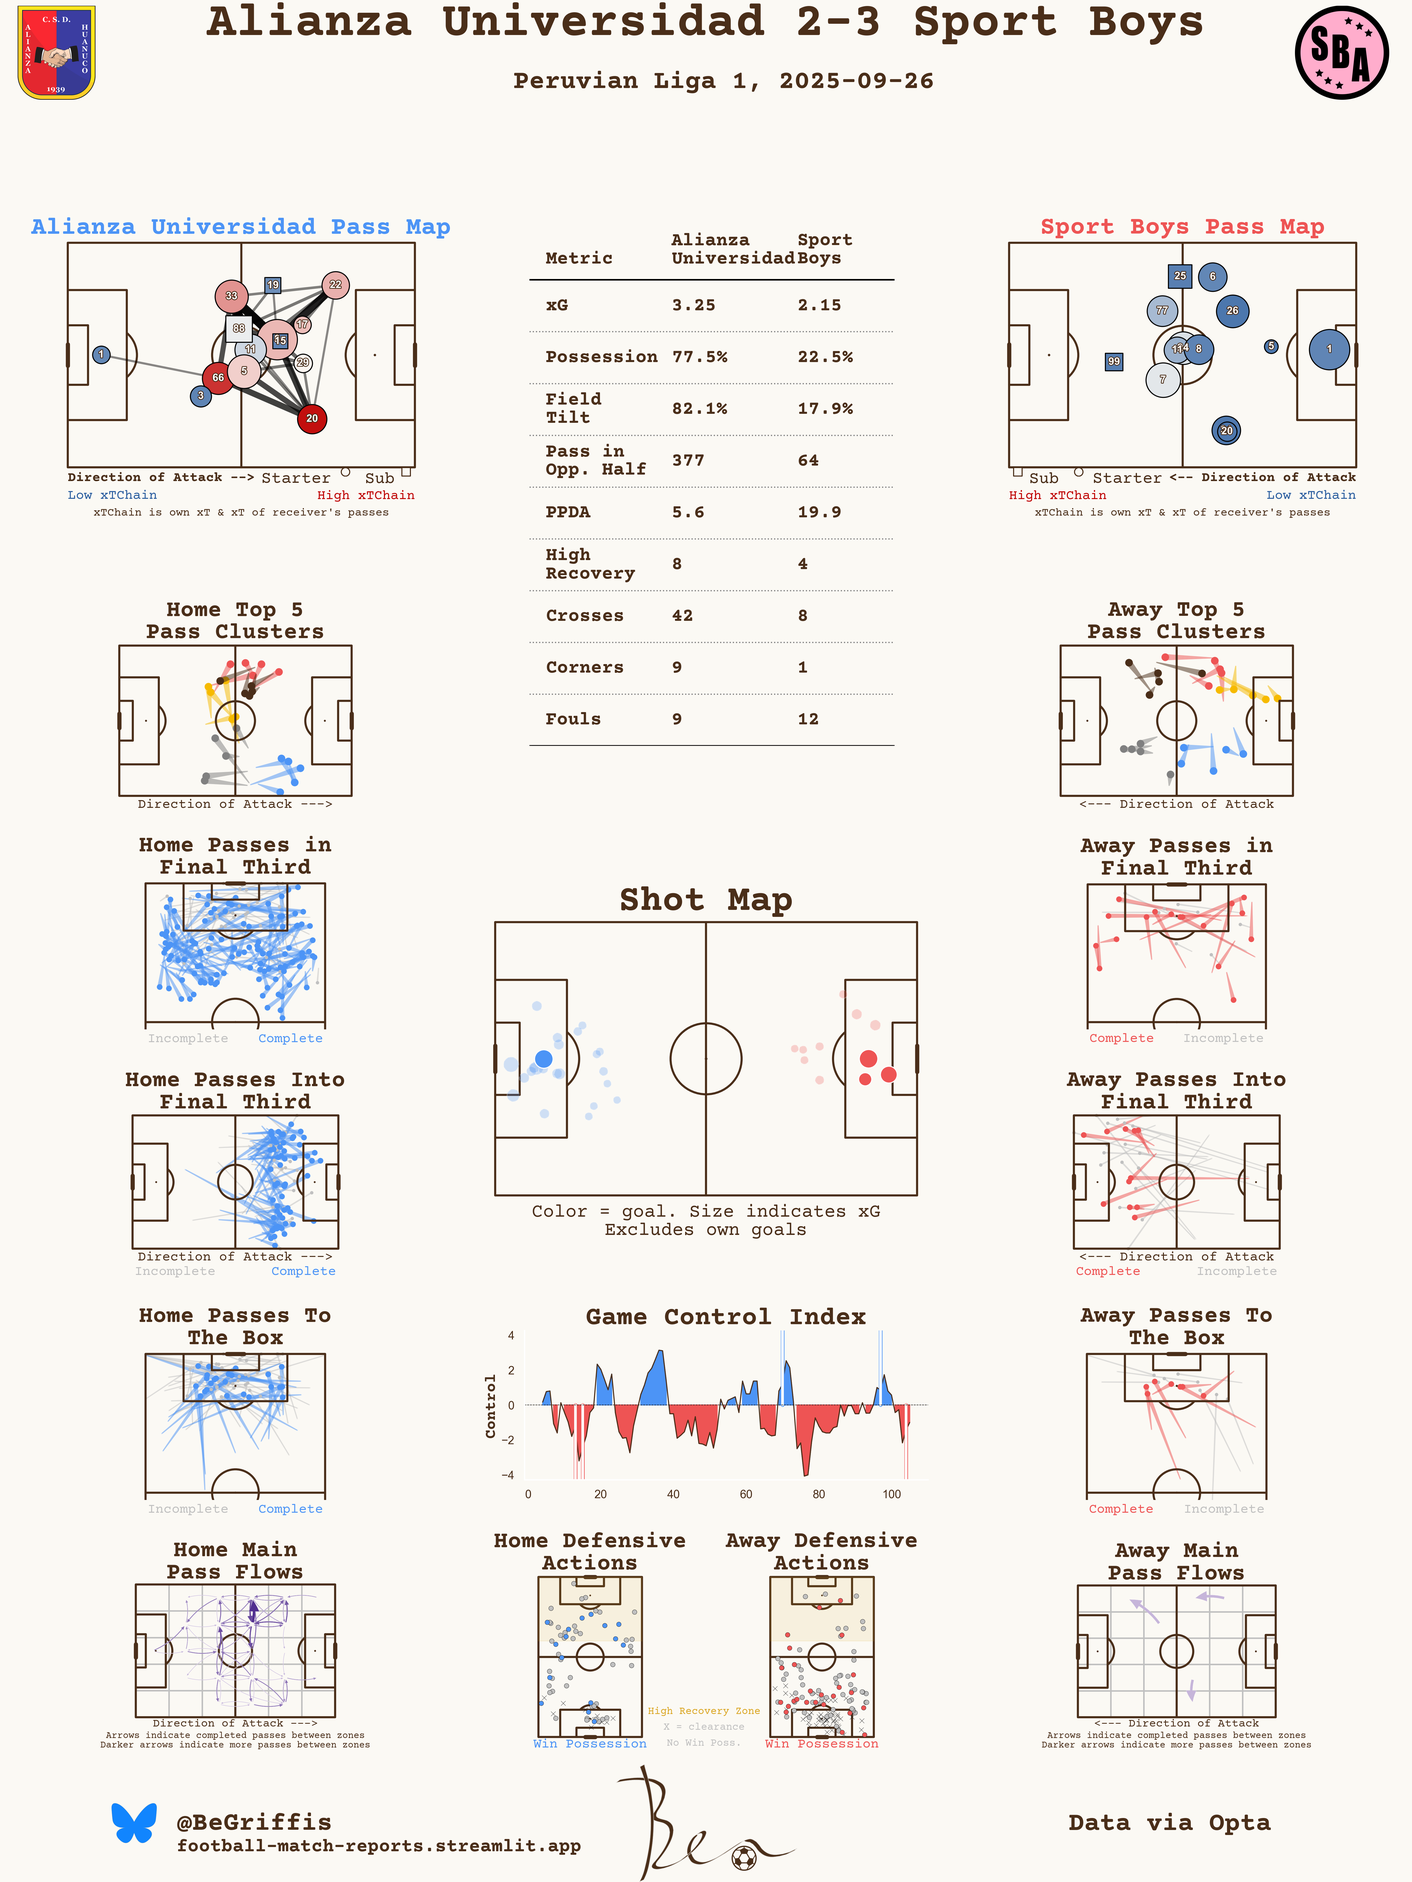 Alianza Universidad 2-3 Sport Boys
Peruvian Liga 1, 2025-09-26
C. S. D.
ALIANZA
HUANUCO
1939
SBA
Alianza Universidad Pass Map
33
19
22
88
17
15
11
1
29
5
66
3
20
Direction of Attack --> Starter Sub
Low xTChain High xTChain
xTChain is own xT & xT of receiver's passes
Metric Alianza Universidad Sport Boys
xG 3.25 2.15
Possession 77.5% 22.5%
Field Tilt 82.1% 17.9%
Pass in Opp. Half 377 64
PPDA 5.6 19.9
High Recovery 8 4
Crosses 42 8
Corners 9 1
Fouls 9 12
Sport Boys Pass Map
25
6
77
26
11
8
5
1
99
7
20
Sub Starter <-- Direction of Attack
High xTChain Low xTChain
xTChain is own xT & xT of receiver's passes
Home Top 5
Pass Clusters
Direction of Attack --->
Away Top 5
Pass Clusters
<--- Direction of Attack
Home Passes in
Final Third
Incomplete Complete
Away Passes in
Final Third
Complete Incomplete
Shot Map
Color = goal. Size indicates xG
Excludes own goals
Home Passes Into
Final Third
Direction of Attack --->
Incomplete Complete
Away Passes Into
Final Third
<--- Direction of Attack
Complete Incomplete
Home Passes To
The Box
Incomplete Complete
Game Control Index
Control
4
2
0
−2
−4
0 20 40 60 80 100
Away Passes To
The Box
Complete Incomplete
Home Main
Pass Flows
Direction of Attack --->
Arrows indicate completed passes between zones
Darker arrows indicate more passes between zones
Home Defensive
Actions
Win Possession
Away Defensive
Actions
Win Possession
High Recovery Zone
X = clearance
No Win Poss.
Away Main
Pass Flows
<--- Direction of Attack
Arrows indicate completed passes between zones
Darker arrows indicate more passes between zones
@BeGriffis
football-match-reports.streamlit.app
Ben
Data via Opta